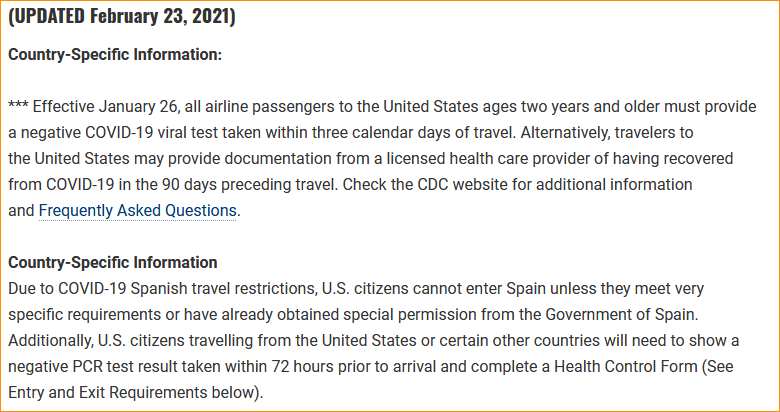 (UPDATED February 23, 2021)
Country-Specific Information:
*** Effective January 26, all airline passengers to the United States ages two years and older must provide
a negative COVID-19 viral test taken within three calendar days of travel. Alternatively, travelers to
the United States may provide documentation from a licensed health care provider of having recovered
from COVID-19 in the 90 days preceding travel. Check the CDC website for additional information
and Frequently Asked Questions.
Country-Specific Information
Due to COVID-19 Spanish travel restrictions, U.S. citizens cannot enter Spain unless they meet very
specific requirements or have already obtained special permission from the Government of Spain.
Additionally, U.S. citizens travelling from the United States or certain other countries will need to show a
negative PCR test result taken within 72 hours prior to arrival and complete a Health Control Form (See
Entry and Exit Requirements below).